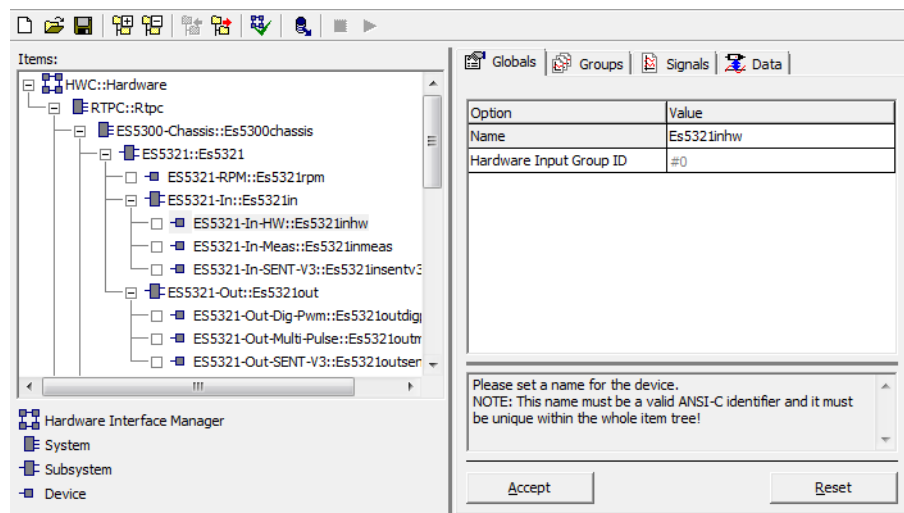 Items:
HWC::Hardware
RTPC::Rtpc
ES5300-Chassis::Es5300chassis
ES5321::Es5321
ES5321-RPM::Es5321rpm
ES5321-In::Es5321in
ES5321-In-HW::Es5321inhw
ES5321-In-Meas::Es5321inmeas
ES5321-In-SENT-V3::Es5321insentv3
ES5321-Out::Es5321out
ES5321-Out-Dig-Pwm::Es5321outdig
ES5321-Out-Multi-Pulse::Es5321outm
ES5321-Out-SENT-V3::Es5321outsen
Hardware Interface Manager
System
Subsystem
Device
Globals Groups Signals Data
Option Value
Name Es5321inhw
Hardware Input Group ID #0
Please set a name for the device.
NOTE: This name must be a valid ANSI-C identifier and it must
be unique within the whole item tree!
Accept Reset